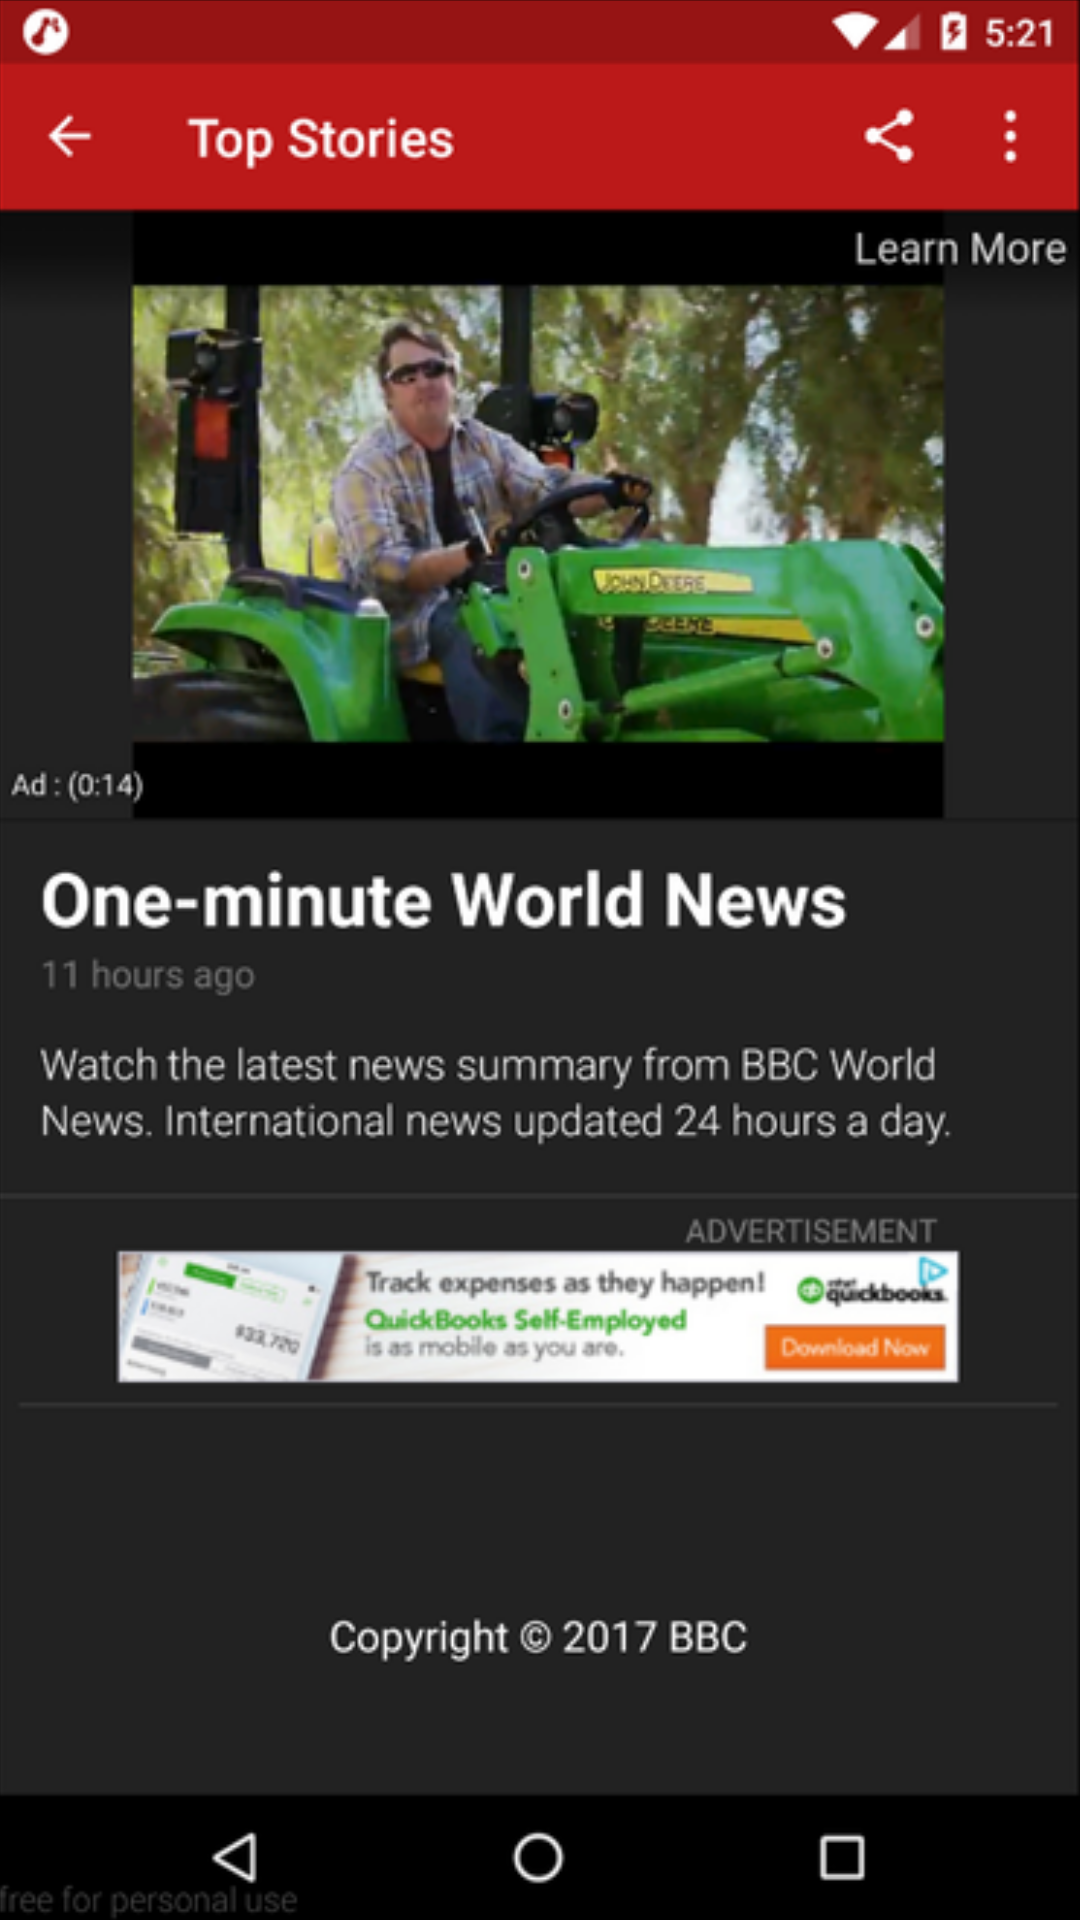 5:21
Top Stories
Learn More
JOHN DEERE
DEERE
Ad : (0:14)
One-minute World News
11 hours ago
Watch the latest news summary from BBC World
News. International news updated 24 hours a day.
ADVERTISEMENT
Track expenses as they happen!
QuickBooks Self-Employed
is as mobile as you are.
$33,720
quickbooks.
Download Now
Copyright © 2017 BBC
free for personal use